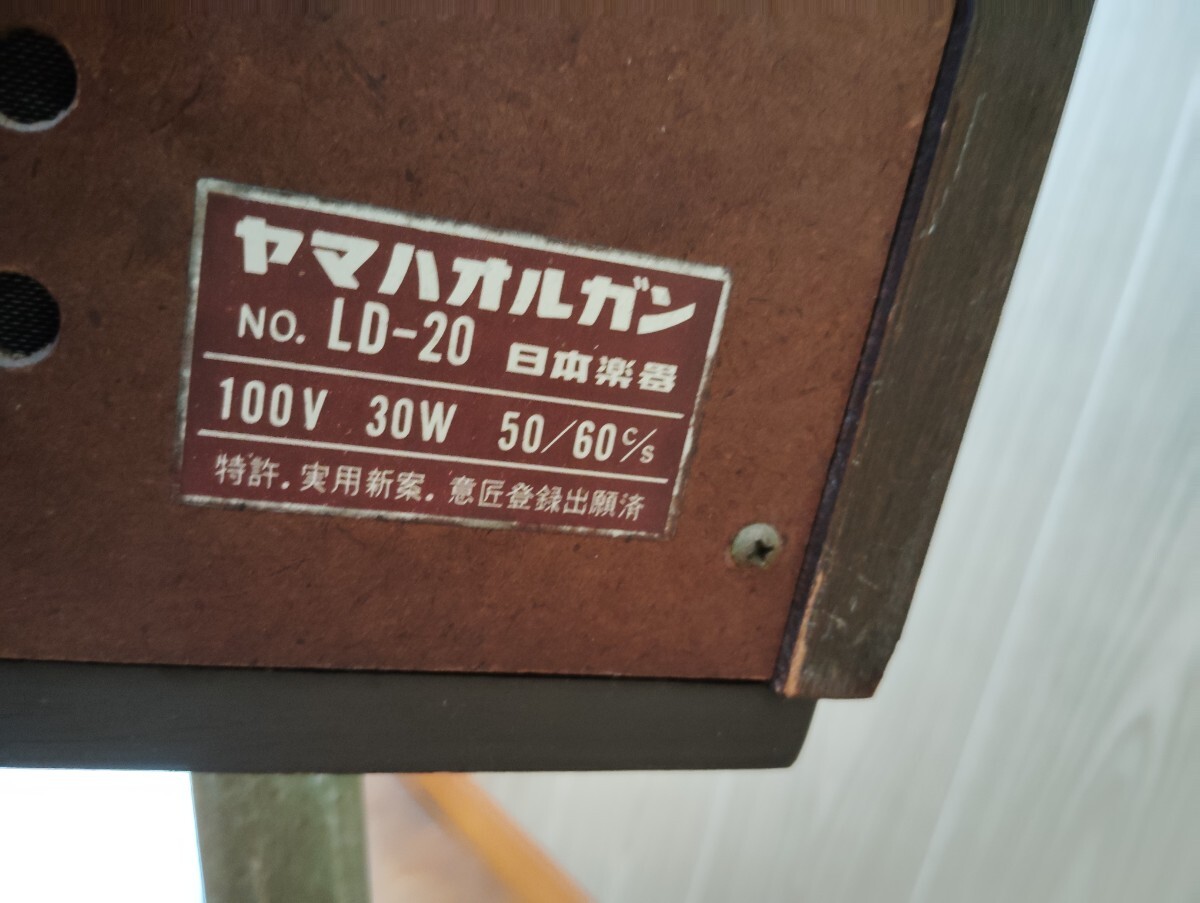 ヤマハオルガン
NO. LD-20 日本楽器
100V 30W 50/60 c/s
特許．実用新案．意匠登録出願済